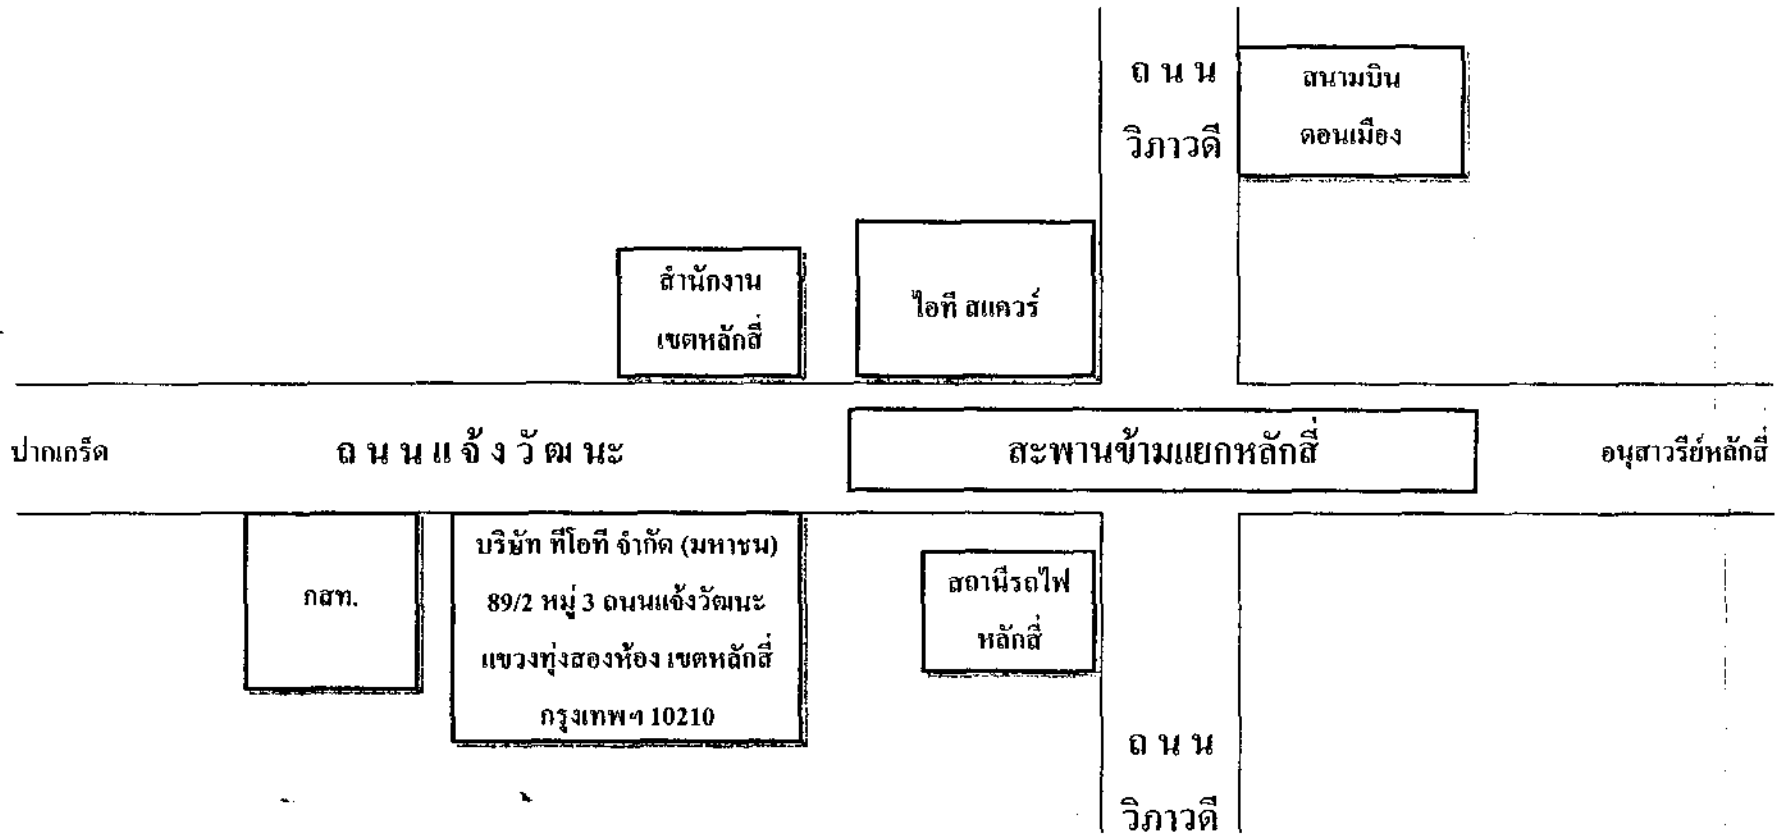 ถนน
วิภาวดี
สนามบิน
ดอนเมือง
สำนักงาน
เขตหลักสี่
ไอที สแควร์
ปากเกร็ด
ถนนแจ้งวัฒนะ
สะพานข้ามแยกหลักสี่
อนุสาวรีย์หลักสี่
กสท.
บริษัท ทีโอที จำกัด (มหาชน)
89/2 หมู่ 3 ถนนแจ้งวัฒนะ
แขวงทุ่งสองห้อง เขตหลักสี่
กรุงเทพฯ 10210
สถานีรถไฟ
หลักสี่
ถนน
วิภาวดี